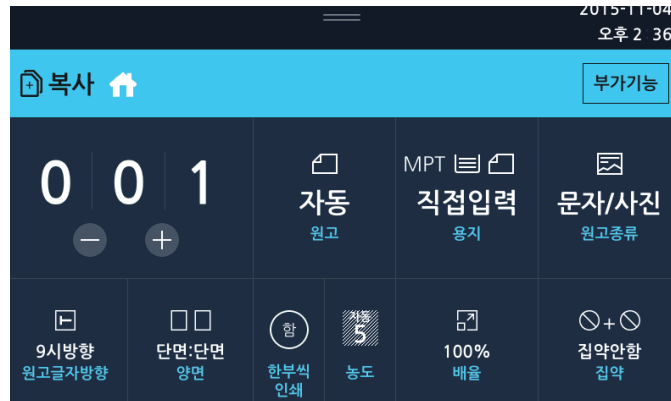 2015-11-04
오후 2 36
복사
부가기능
0 0 1
자동
원고
MPT
직접입력
용지
문자/사진
원고종류
9시방향
원고글자방향
단면:단면
양면
함
한부씩
인쇄
자동
5
농도
100%
배율
집약안함
집약